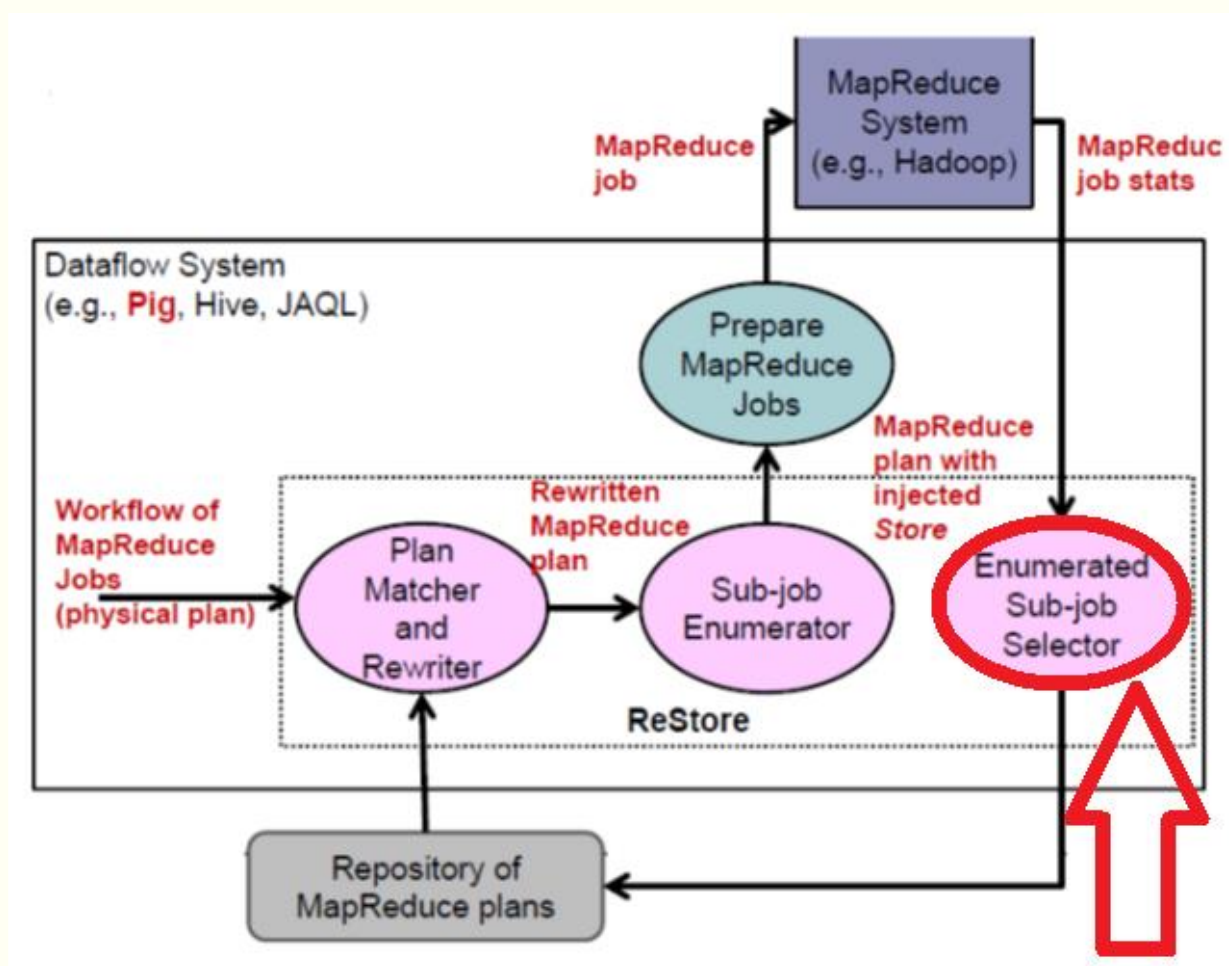 MapReduce
System
(e.g., Hadoop)
MapReduce
job
MapReduc
job stats
Dataflow System
(e.g., Pig, Hive, JAQL)
Prepare
MapReduce
Jobs
MapReduce
plan with
injected
Store
Workflow of
MapReduce
Jobs
(physical plan)
Plan
Matcher
and
Rewriter
Rewritten
MapReduce
plan
Sub-job
Enumerator
Enumerated
Sub-job
Selector
ReStore
Repository of
MapReduce plans